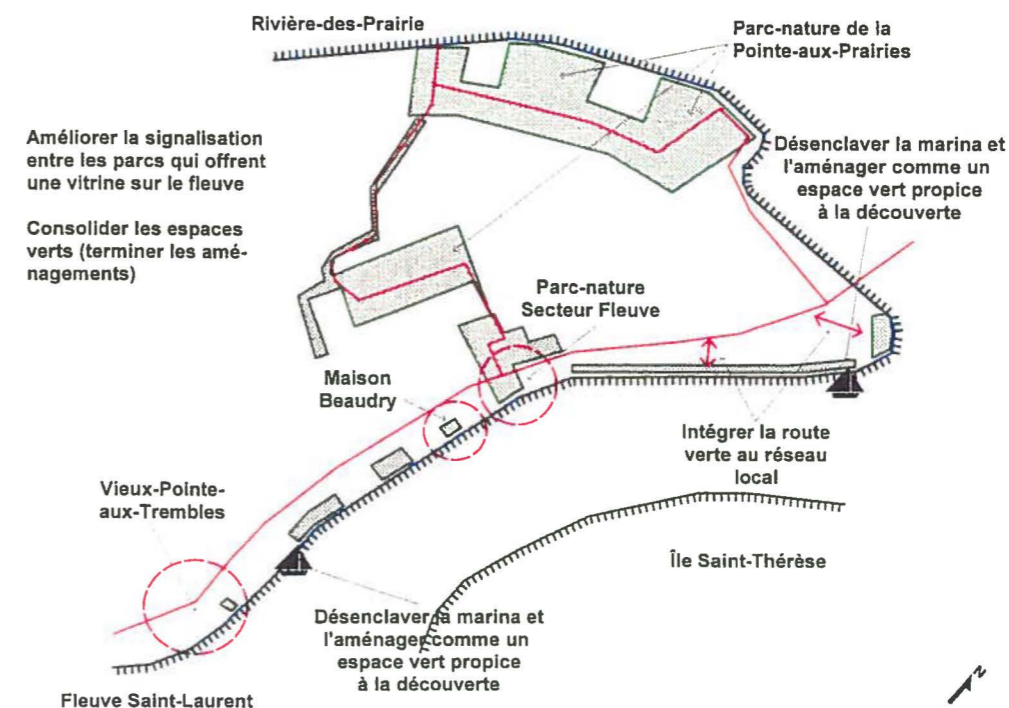 Rivière-des-Prairie
Parc-nature de la
Pointe-aux-Prairies
Améliorer la signalisation
entre les parcs qui offrent
une vitrine sur le fleuve
Consolider les espaces
verts (terminer les amé-
nagements)
Désenclaver la marina et
l'aménager comme un
espace vert propice
à la découverte
Parc-nature
Secteur Fleuve
Maison
Beaudry
Intégrer la route
verte au réseau
local
Vieux-Pointe-
aux-Trembles
Île Saint-Thérèse
Désenclaver la marina et
l'aménager comme un
espace vert propice
à la découverte
Fleuve Saint-Laurent
N